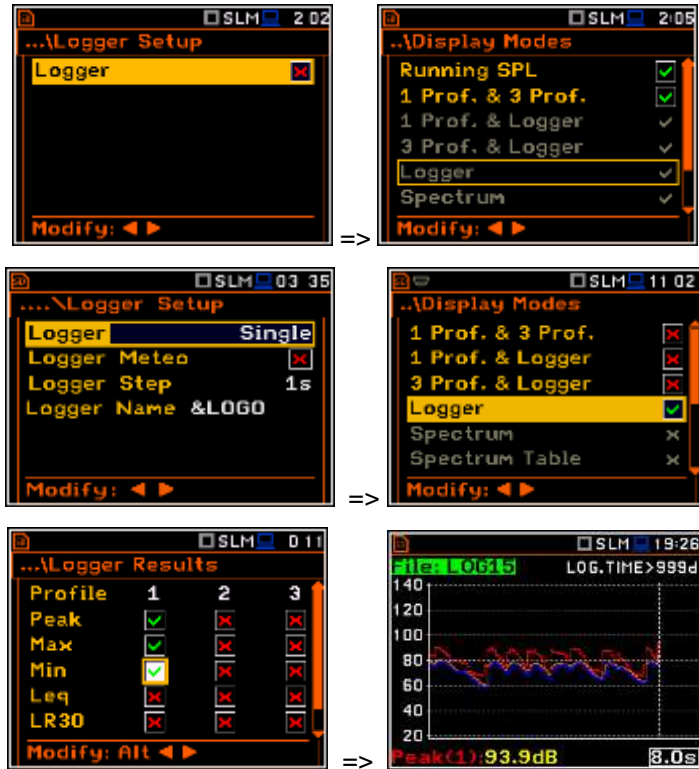 SLM 2 02
...\Logger Setup
Logger
Modify:
=>
SLM 2:05
..\Display Modes
Running SPL
1 Prof. & 3 Prof.
1 Prof. & Logger
3 Prof. & Logger
Logger
Spectrum
Modify:
SLM 03 35
....\Logger Setup
Logger Single
Logger Meteo
Logger Step 1s
Logger Name &LOG0
Modify:
=>
SLM 11 02
..\Display Modes
1 Prof. & 3 Prof.
1 Prof. & Logger
3 Prof. & Logger
Logger
Spectrum
Spectrum Table
Modify:
SLM 0 11
...\Logger Results
Profile 1 2 3
Peak
Max
Min
Leq
LR30
Modify: Alt
=>
SLM 19:26
File: LOG15 LOG.TIME>999d
140
120
100
80
60
40
20
Peak(1):93.9dB 8.0s